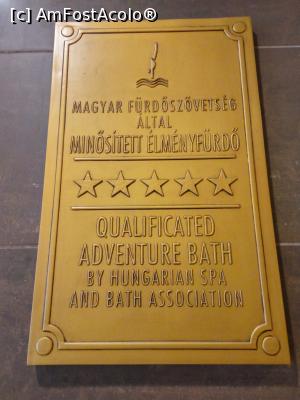 [c] AmFostAcolo®
MAGYAR FÜRDŐSZÖVETSÉG
ÁLTAL
MINŐSÍTETT ÉLMÉNYFÜRDŐ
QUALIFICATED
ADVENTURE BATH
BY HUNGARIAN SPA
AND BATH ASSOCIATION